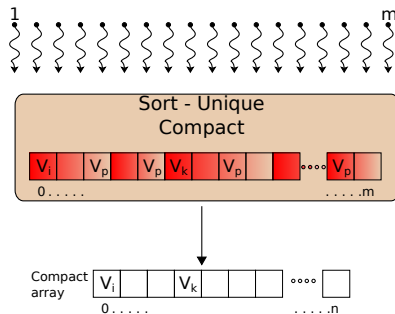 1 m
Sort - Unique
Compact
Vi Vp Vp Vk Vp Vp
0 . . . . . . . . . .m
Compact
array
Vi Vk
0. . . . . . . . . .n